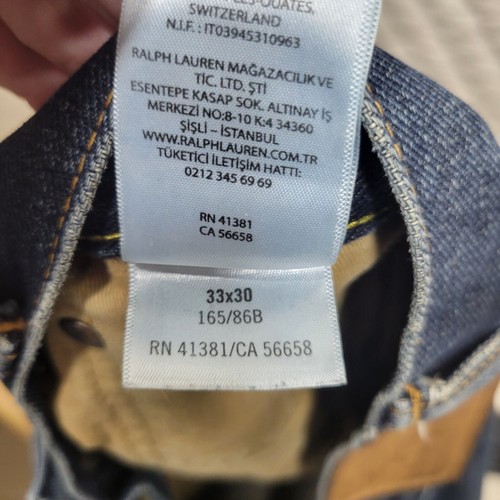 SWITZERLAND
N.I.F. : IT03945310963
RALPH LAUREN MAĞAZACILIK VE
TİC. LTD. ŞTİ
ESENTEPE KASAP SOK. ALTINAY İŞ
MERKEZİ NO:8-10 K:4 34360
ŞİŞLİ – İSTANBUL
WWW.RALPHLAUREN.COM.TR
TÜKETİCİ İLETİŞİM HATTI:
0212 345 69 69
RN 41381
CA 56658
33x30
165/86B
RN 41381/CA 56658